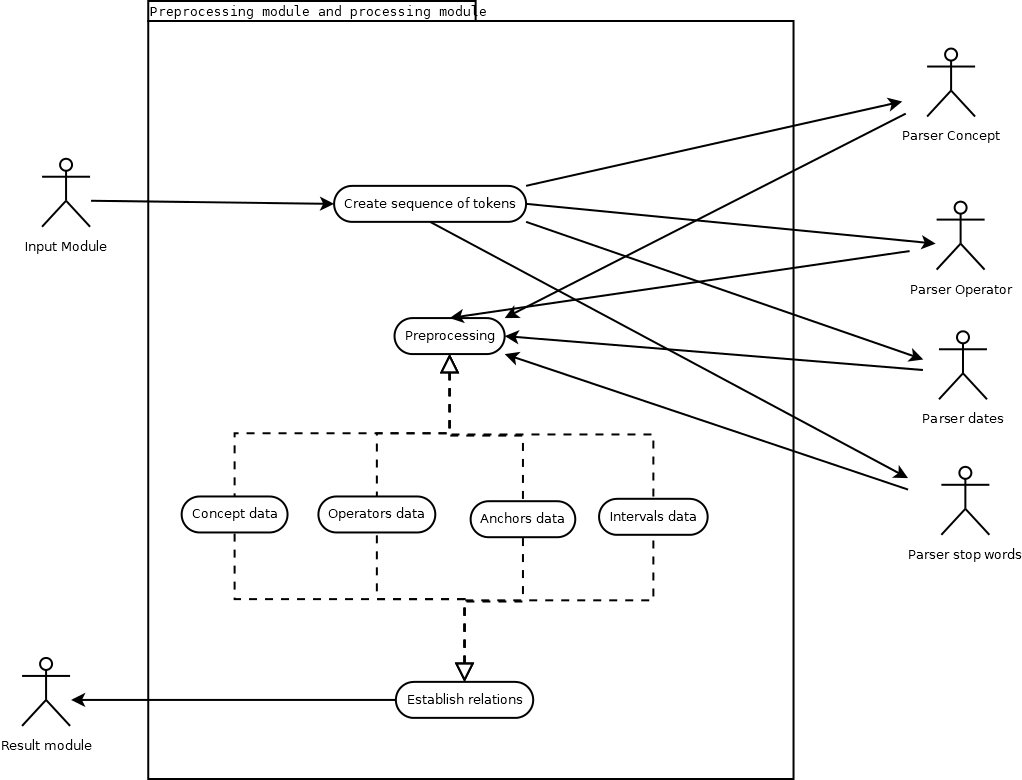 Preprocessing module and processing module
Parser Concept
Create sequence of tokens
Input Module
Parser Operator
Preprocessing
Parser dates
Concept data
Operators data
Anchors data
Intervals data
Parser stop words
Establish relations
Result module